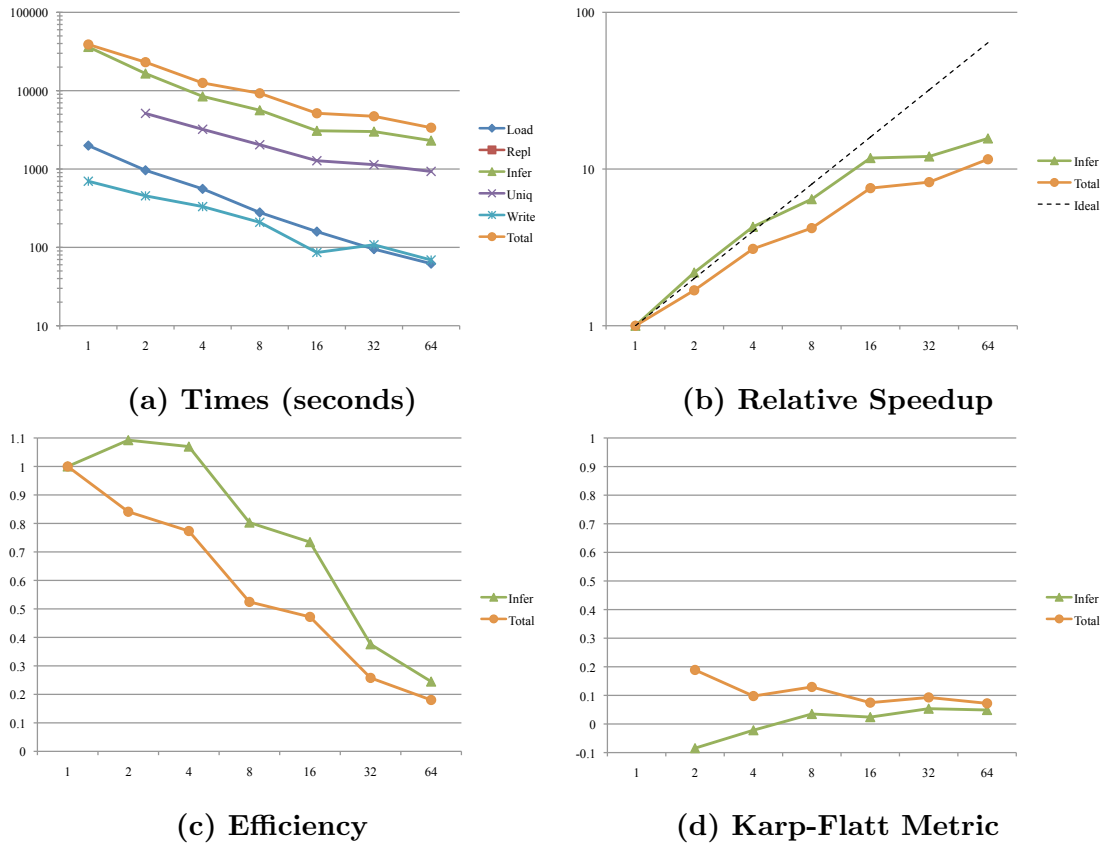 100000
10000
1000
100
10
1 2 4 8 16 32 64
Load
Repl
Infer
Uniq
Write
Total
(a) Times (seconds)
100
10
1
1 2 4 8 16 32 64
Infer
Total
Ideal
(b) Relative Speedup
1.1
1
0.9
0.8
0.7
0.6
0.5
0.4
0.3
0.2
0.1
0
1 2 4 8 16 32 64
Infer
Total
(c) Efficiency
1
0.9
0.8
0.7
0.6
0.5
0.4
0.3
0.2
0.1
0
-0.1
1 2 4 8 16 32 64
Infer
Total
(d) Karp-Flatt Metric